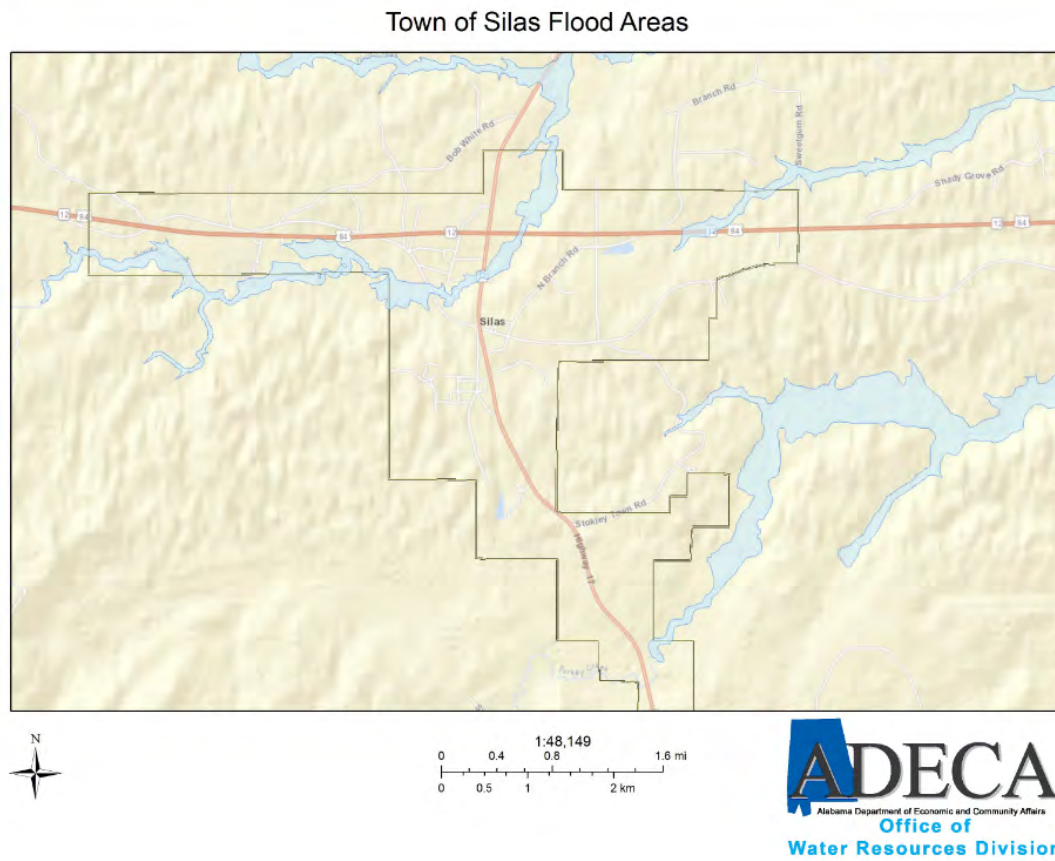 Town of Silas Flood Areas
Branch Rd
Sweetgum Rd
Bob White Rd
Shady Grove Rd
12
84
84
12
12
84
12
84
N Branch Rd
Silas
Stokley Town Rd
Highway 17
N
1:48,149
0 0.4 0.8 1.6 mi
0 0.5 1 2 km
ADECA
Alabama Department of Economic and Community Affairs
Office of
Water Resources Division